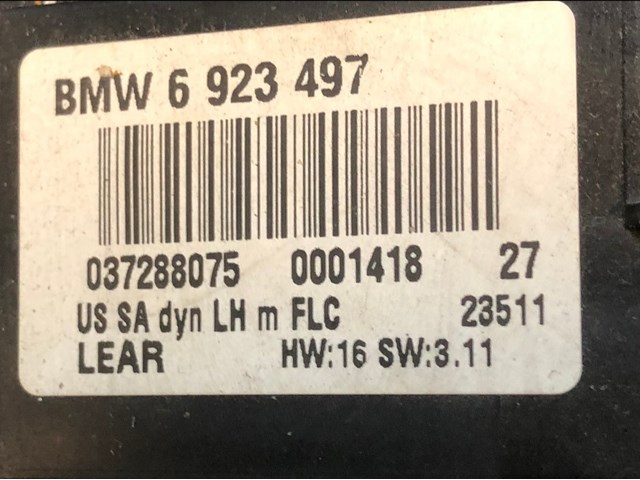 BMW 6 923 497
037288075 0001418 27
US SA dyn LH m FLC 23511
LEAR HW:16 SW:3.11